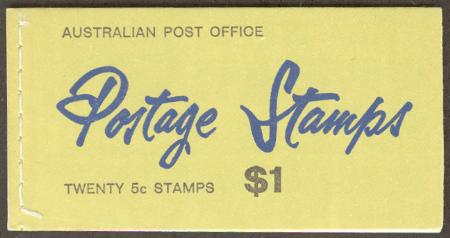 AUSTRALIAN POST OFFICE
Postage Stamps
TWENTY 5c STAMPS $1